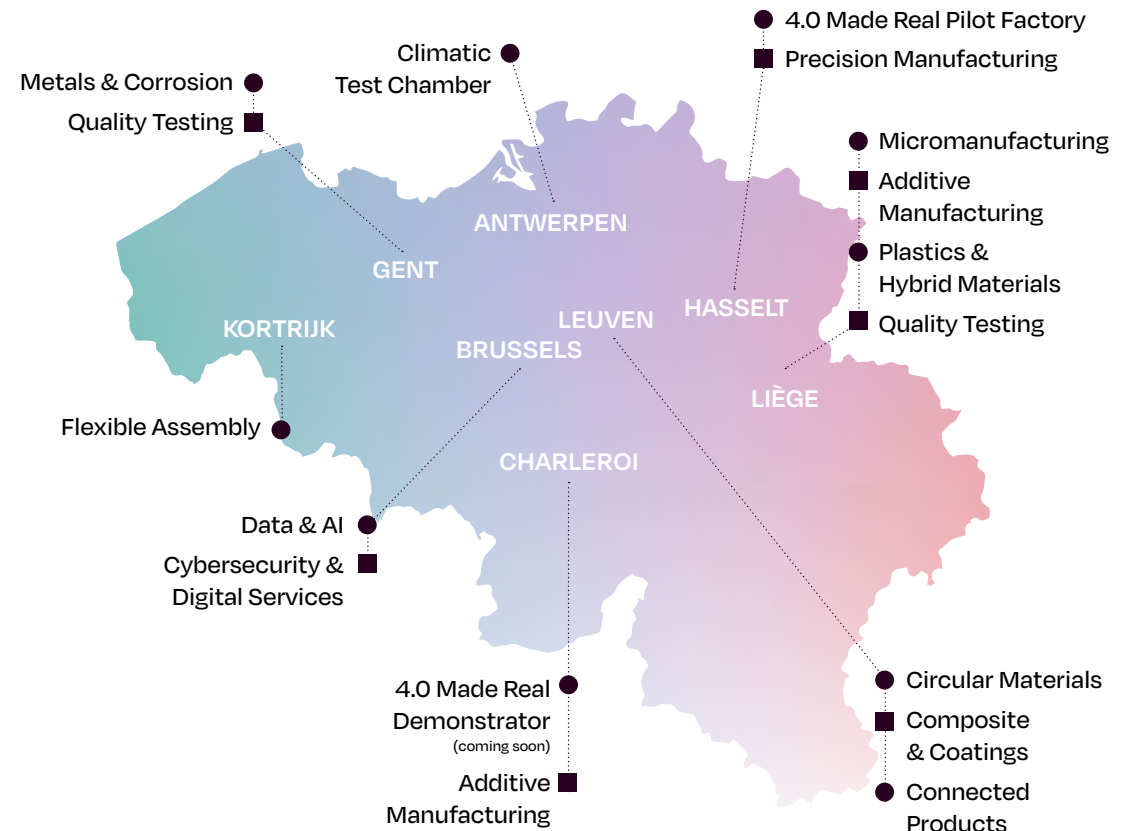 4.0 Made Real Pilot Factory
Precision Manufacturing
Climatic
Test Chamber
Metals & Corrosion
Quality Testing
Micromanufacturing
Additive
Manufacturing
Plastics &
Hybrid Materials
Quality Testing
ANTWERPEN
GENT
HASSELT
KORTRIJK
LEUVEN
BRUSSELS
LIÈGE
Flexible Assembly
CHARLEROI
Data & AI
Cybersecurity &
Digital Services
4.0 Made Real
Demonstrator
(coming soon)
Additive
Manufacturing
Circular Materials
Composite
& Coatings
Connected
Products